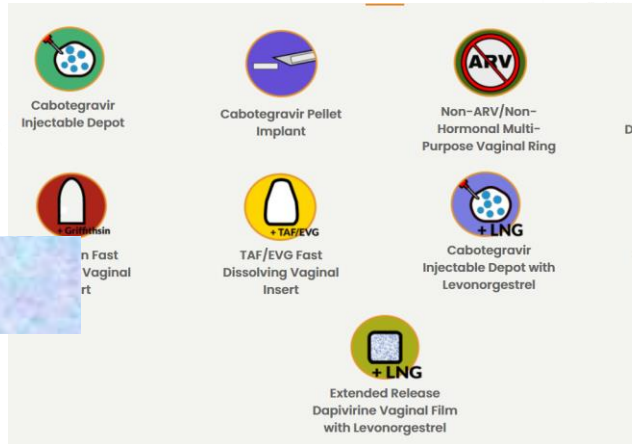 Cabotegravir
Injectable Depot
Cabotegravir Pellet
Implant
ARV
Non-ARV/Non-
Hormonal Multi-
Purpose Vaginal Ring
D
+ Griffithsin
Fast
Vaginal
+ TAF/EVG
TAF/EVG Fast
Dissolving Vaginal
Insert
+ LNG
Cabotegravir
Injectable Depot with
Levonorgestrel
+ LNG
Extended Release
Dapivirine Vaginal Film
with Levonorgestrel